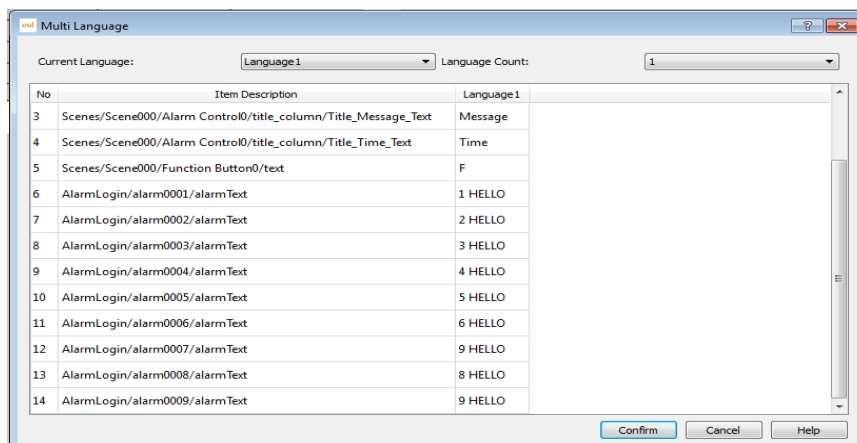 Multi Language
Current Language: Language1 Language Count: 1
No Item Description Language1
3 Scenes/Scene000/Alarm Control0/title_column/Title_Message_Text Message
4 Scenes/Scene000/Alarm Control0/title_column/Title_Time_Text Time
5 Scenes/Scene000/Function Button0/text F
6 AlarmLogin/alarm0001/alarmText 1 HELLO
7 AlarmLogin/alarm0002/alarmText 2 HELLO
8 AlarmLogin/alarm0003/alarmText 3 HELLO
9 AlarmLogin/alarm0004/alarmText 4 HELLO
10 AlarmLogin/alarm0005/alarmText 5 HELLO
11 AlarmLogin/alarm0006/alarmText 6 HELLO
12 AlarmLogin/alarm0007/alarmText 9 HELLO
13 AlarmLogin/alarm0008/alarmText 8 HELLO
14 AlarmLogin/alarm0009/alarmText 9 HELLO
Confirm Cancel Help